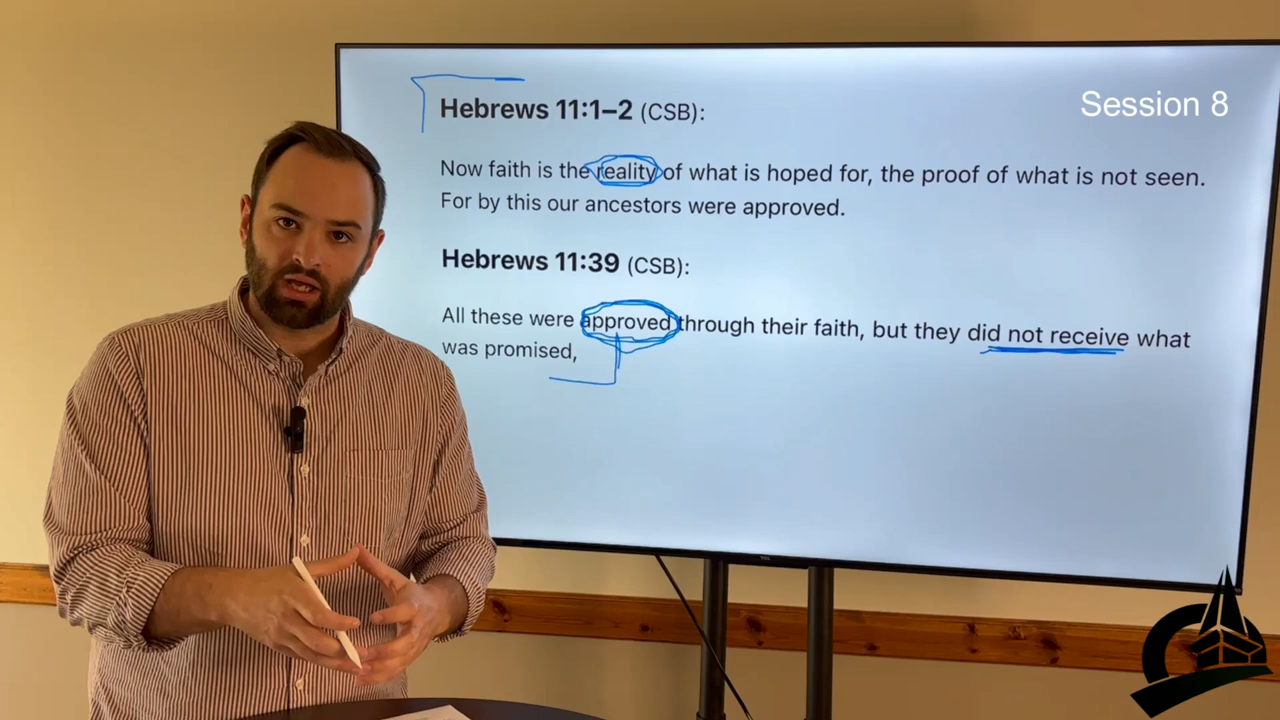 Session 8
Hebrews 11:1–2 (CSB):
Now faith is the reality of what is hoped for, the proof of what is not seen.
For by this our ancestors were approved.
Hebrews 11:39 (CSB):
All these were approved through their faith, but they did not receive what
was promised,